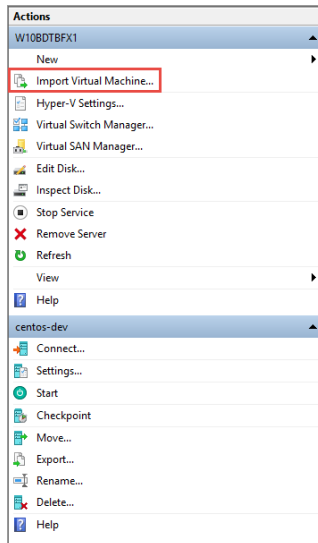 Actions
W10BDTBFX1
New
Import Virtual Machine...
Hyper-V Settings...
Virtual Switch Manager...
Virtual SAN Manager...
Edit Disk...
Inspect Disk...
Stop Service
Remove Server
Refresh
View
Help
centos-dev
Connect...
Settings...
Start
Checkpoint
Move...
Export...
Rename...
Delete...
Help